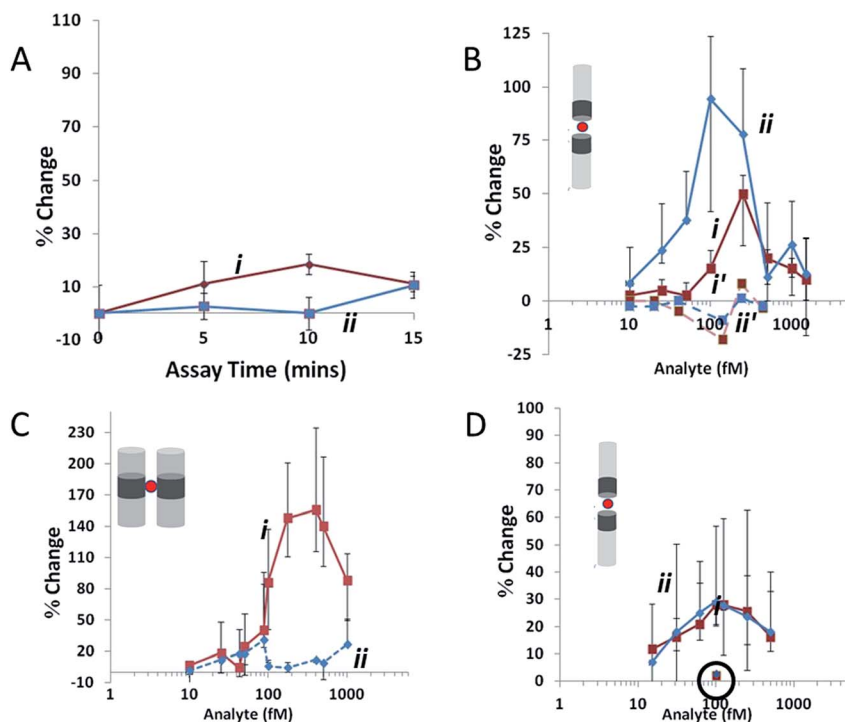 A
% Change
110
90
70
50
30
10
-10
i
ii
0
5
10
15
Assay Time (mins)
B
% Change
125
100
75
50
25
0
-25
ii
i
i'
ii'
1
10
100
1000
Analyte (fM)
C
% Change
230
200
170
140
110
80
50
20
-10
i
ii
1
10
100
1000
Analyte (fM)
D
% Change
100
90
80
70
60
50
40
30
20
10
0
ii
i
1
10
100
1000
Analyte (fM)